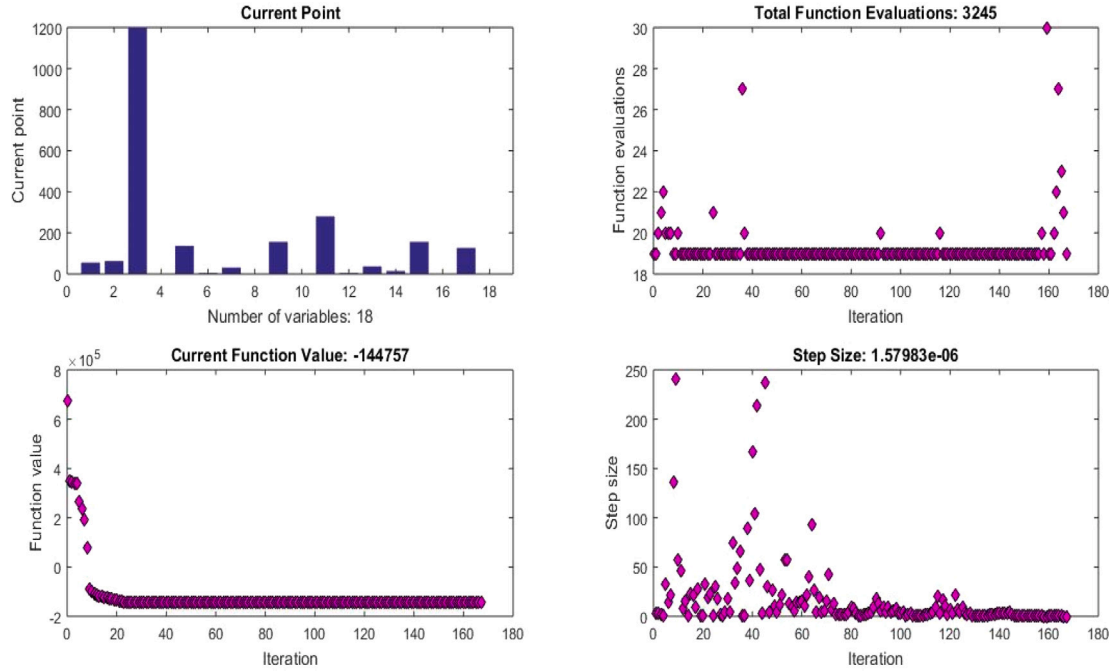 Current Point
1200
1000
800
600
400
200
0
Current point
0 2 4 6 8 10 12 14 16 18
Number of variables: 18
Total Function Evaluations: 3245
30
28
26
24
22
20
18
Function evaluations
0 20 40 60 80 100 120 140 160 180
Iteration
Current Function Value: -144757
×10^5
8
6
4
2
0
-2
Function value
0 20 40 60 80 100 120 140 160 180
Iteration
Step Size: 1.57983e-06
250
200
150
100
50
0
Step size
0 20 40 60 80 100 120 140 160 180
Iteration